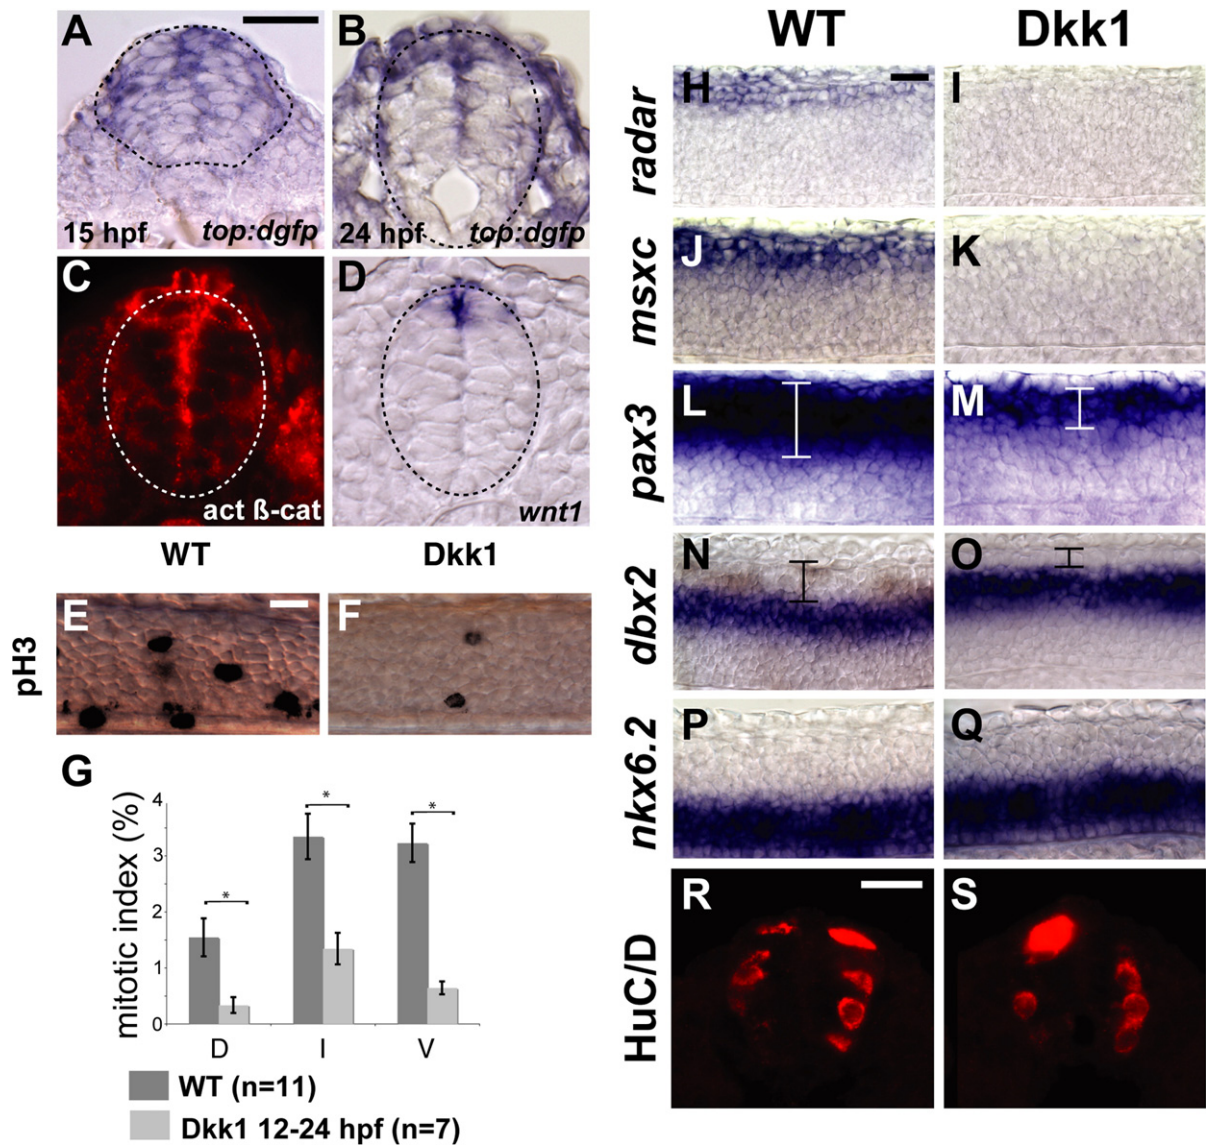 A
15 hpf top:dgfp
B
24 hpf top:dgfp
C
act ß-cat
D
wnt1
WT Dkk1
pH3
E
F
G
mitotic index (%)
4
3
2
1
0
*
*
*
D I V
WT (n=11)
Dkk1 12-24 hpf (n=7)
WT Dkk1
radar
H
I
msxc
J
K
pax3
L
M
dbx2
N
O
nkx6.2
P
Q
HuC/D
R
S